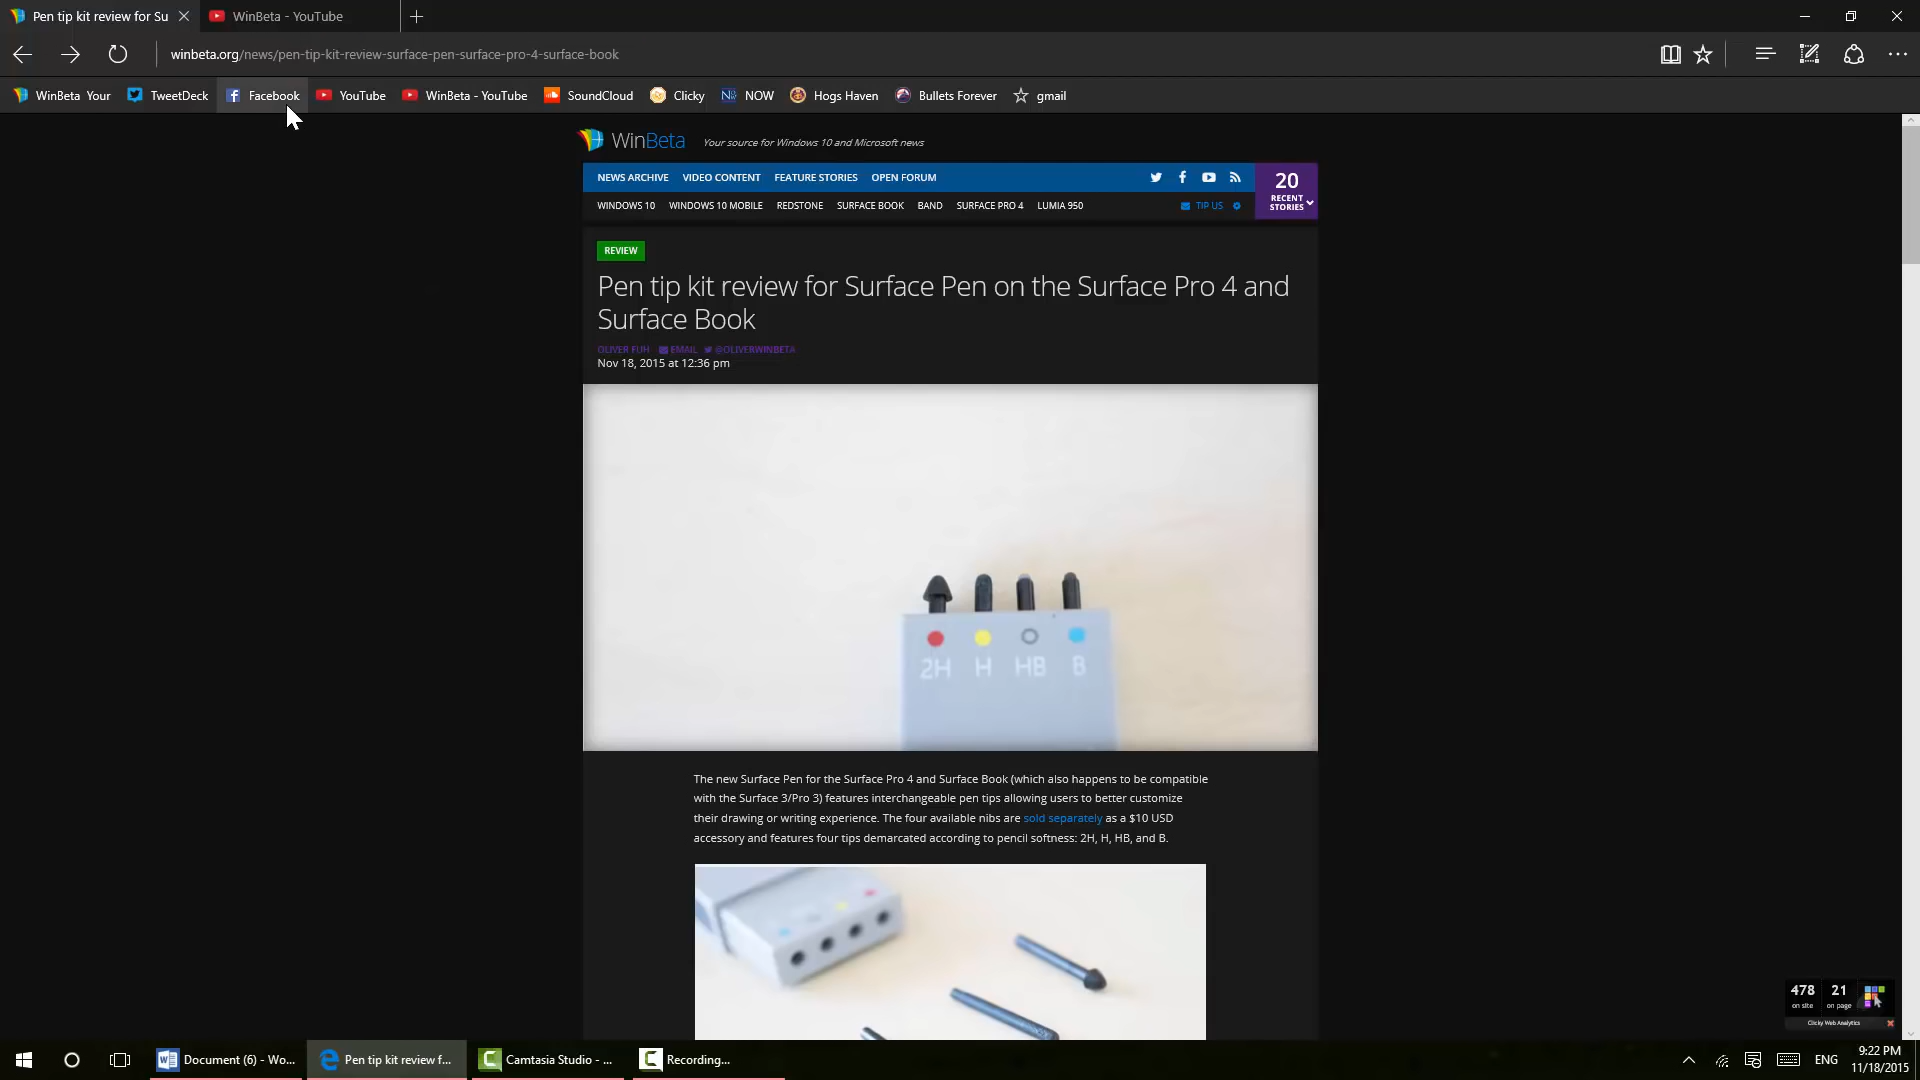 Pen tip kit review for Su
WinBeta - YouTube
winbeta.org/news/pen-tip-kit-review-surface-pen-surface-pro-4-surface-book
WinBeta Your
TweetDeck
Facebook
YouTube
WinBeta - YouTube
SoundCloud
Clicky
NOW
Hogs Haven
Bullets Forever
gmail
WinBeta
Your source for Windows 10 and Microsoft news
NEWS ARCHIVE
VIDEO CONTENT
FEATURE STORIES
OPEN FORUM
20
RECENT
STORIES
WINDOWS 10
WINDOWS 10 MOBILE
REDSTONE
SURFACE BOOK
BAND
SURFACE PRO 4
LUMIA 950
TIP US
REVIEW
Pen tip kit review for Surface Pen on the Surface Pro 4 and
Surface Book
EMAIL
@OLIVERWINBETA
Nov 18, 2015 at 12:36 pm
2H H HB B
The new Surface Pen for the Surface Pro 4 and Surface Book (which also happens to be compatible
with the Surface 3/Pro 3) features interchangeable pen tips allowing users to better customize
their drawing or writing experience. The four available nibs are sold separately as a $10 USD
accessory and features four tips demarcated according to pencil softness: 2H, H, HB, and B.
478
on site
21
on page
Clicky Web Analytics
Document (6) - Wo...
Pen tip kit review f...
Camtasia Studio - ...
Recording...
ENG
9:22 PM
11/18/2015